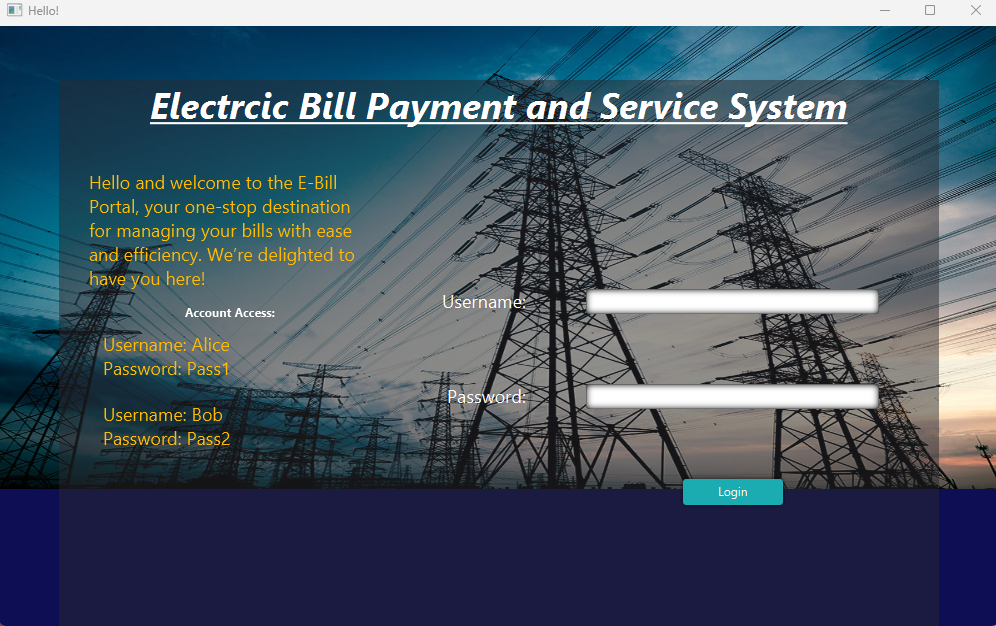 Hello!
Electrcic Bill Payment and Service System
Hello and welcome to the E-Bill
Portal, your one-stop destination
for managing your bills with ease
and efficiency. We’re delighted to
have you here!
Account Access:
Username: Alice
Password: Pass1
Username: Bob
Password: Pass2
Username:
Password:
Login